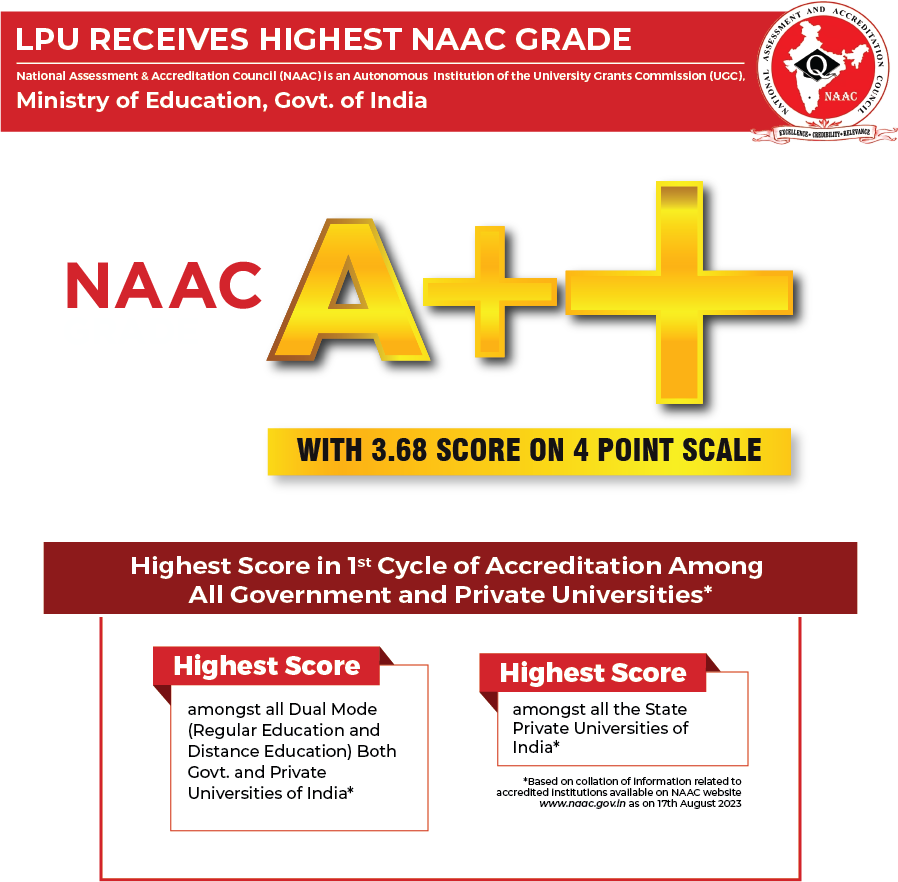 LPU RECEIVES HIGHEST NAAC GRADE
National Assessment & Accreditation Council (NAAC) is an Autonomous Institution of the University Grants Commission (UGC),
Ministry of Education, Govt. of India
NATIONAL ASSESSMENT AND ACCREDITATION COUNCIL
Q
NAAC
EXCELLENCE • CREDIBILITY • RELEVANCE
NAAC A++
WITH 3.68 SCORE ON 4 POINT SCALE
Highest Score in 1st Cycle of Accreditation Among
All Government and Private Universities*
Highest Score
amongst all Dual Mode
(Regular Education and
Distance Education) Both
Govt. and Private
Universities of India*
Highest Score
amongst all the State
Private Universities of
India*
*Based on collation of information related to
accredited institutions available on NAAC website
www.naac.gov.in as on 17th August 2023